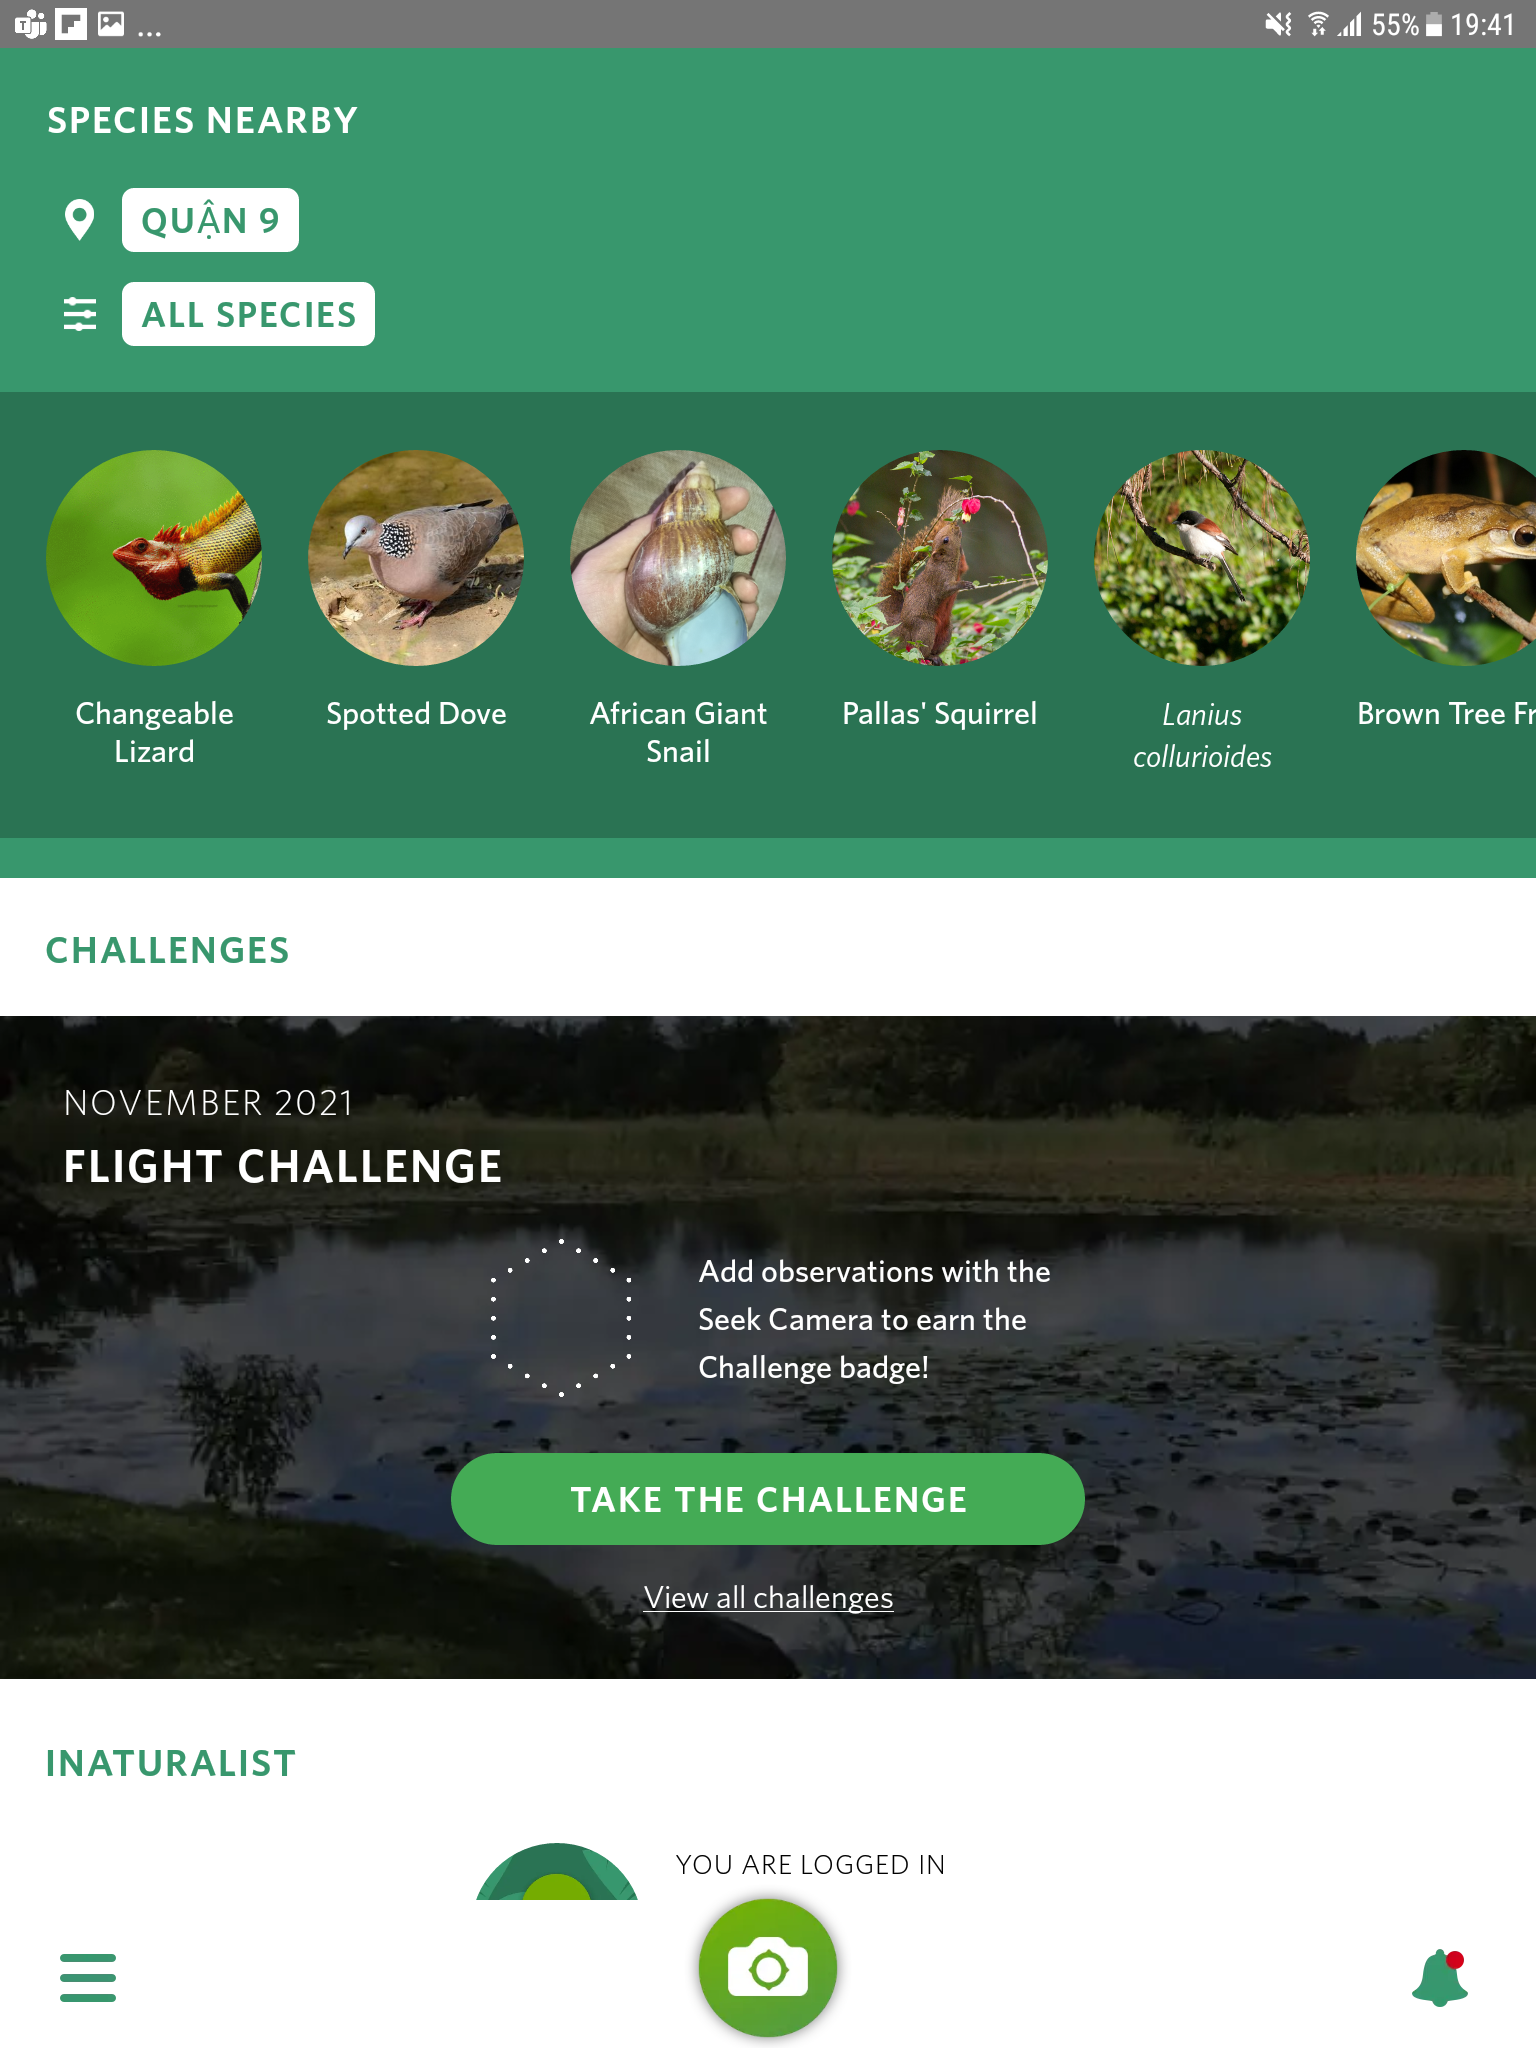 ... 55% 19:41
SPECIES NEARBY
QUẬN 9
ALL SPECIES
Changeable
Lizard
Spotted Dove
African Giant
Snail
Pallas' Squirrel
Lanius
collurioides
Brown Tree Fr
CHALLENGES
NOVEMBER 2021
FLIGHT CHALLENGE
Add observations with the
Seek Camera to earn the
Challenge badge!
TAKE THE CHALLENGE
View all challenges
INATURALIST
YOU ARE LOGGED IN